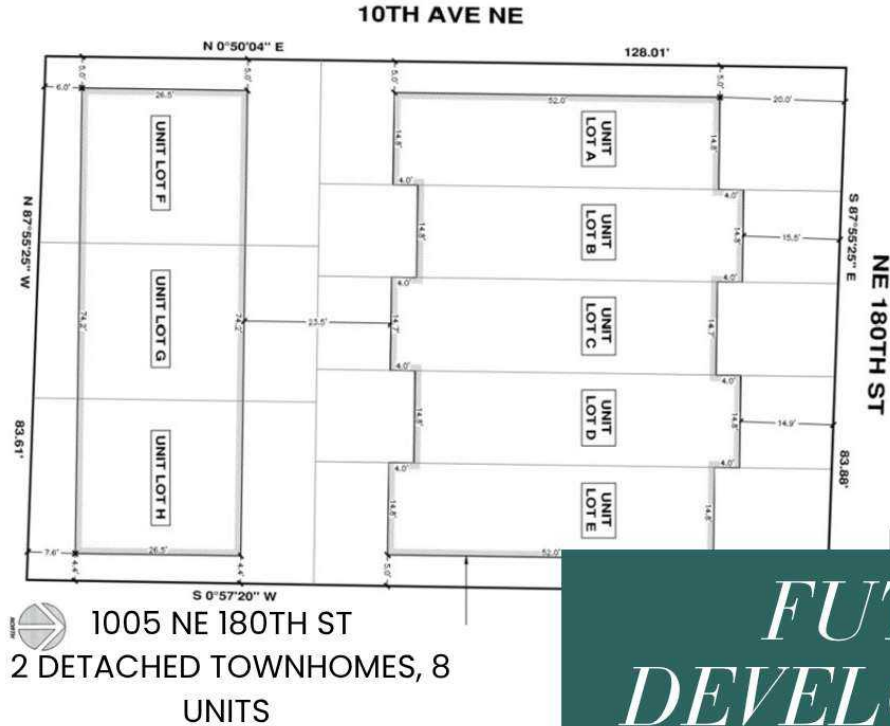 10TH AVE NE
N 0°50'04" E
128.01'
5.0'
5.0'
5.0'
5.0'
6.0'
26.5'
52.0'
20.0'
UNIT LOT F
14.8'
UNIT
LOT A
14.8'
4.0'
4.0'
N 87°55'25" W
S 87°55'25" E
14.8'
UNIT
LOT B
14.8'
15.5'
4.0'
4.0'
NE 180TH ST
74.2'
UNIT LOT G
74.2'
23.5'
14.7'
UNIT
LOT C
14.7'
4.0'
4.0'
14.8'
UNIT
LOT D
14.8'
14.9'
4.0'
4.0'
83.61'
83.88'
UNIT LOT H
14.8'
UNIT
LOT E
14.8'
7.6'
26.5'
52.0'
4.4'
4.4'
5.0'
S 0°57'20" W
NORTH
1005 NE 180TH ST
2 DETACHED TOWNHOMES, 8
UNITS
FUT
DEVEL